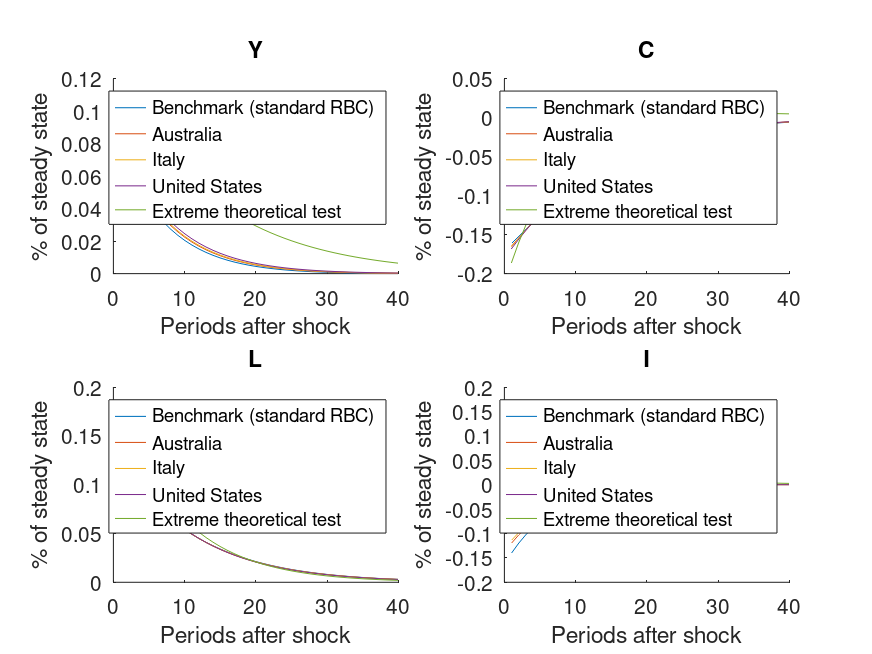 Y
% of steady state
0.12
0.1
0.08
0.06
0.04
0.02
0
Benchmark (standard RBC)
Australia
Italy
United States
Extreme theoretical test
0 10 20 30 40
Periods after shock
C
% of steady state
0.05
0
-0.05
-0.1
-0.15
-0.2
Benchmark (standard RBC)
Australia
Italy
United States
Extreme theoretical test
0 10 20 30 40
Periods after shock
L
% of steady state
0.2
0.15
0.1
0.05
0
Benchmark (standard RBC)
Australia
Italy
United States
Extreme theoretical test
0 10 20 30 40
Periods after shock
I
% of steady state
0.2
0.15
0.1
0.05
0
-0.05
-0.1
-0.15
-0.2
Benchmark (standard RBC)
Australia
Italy
United States
Extreme theoretical test
0 10 20 30 40
Periods after shock